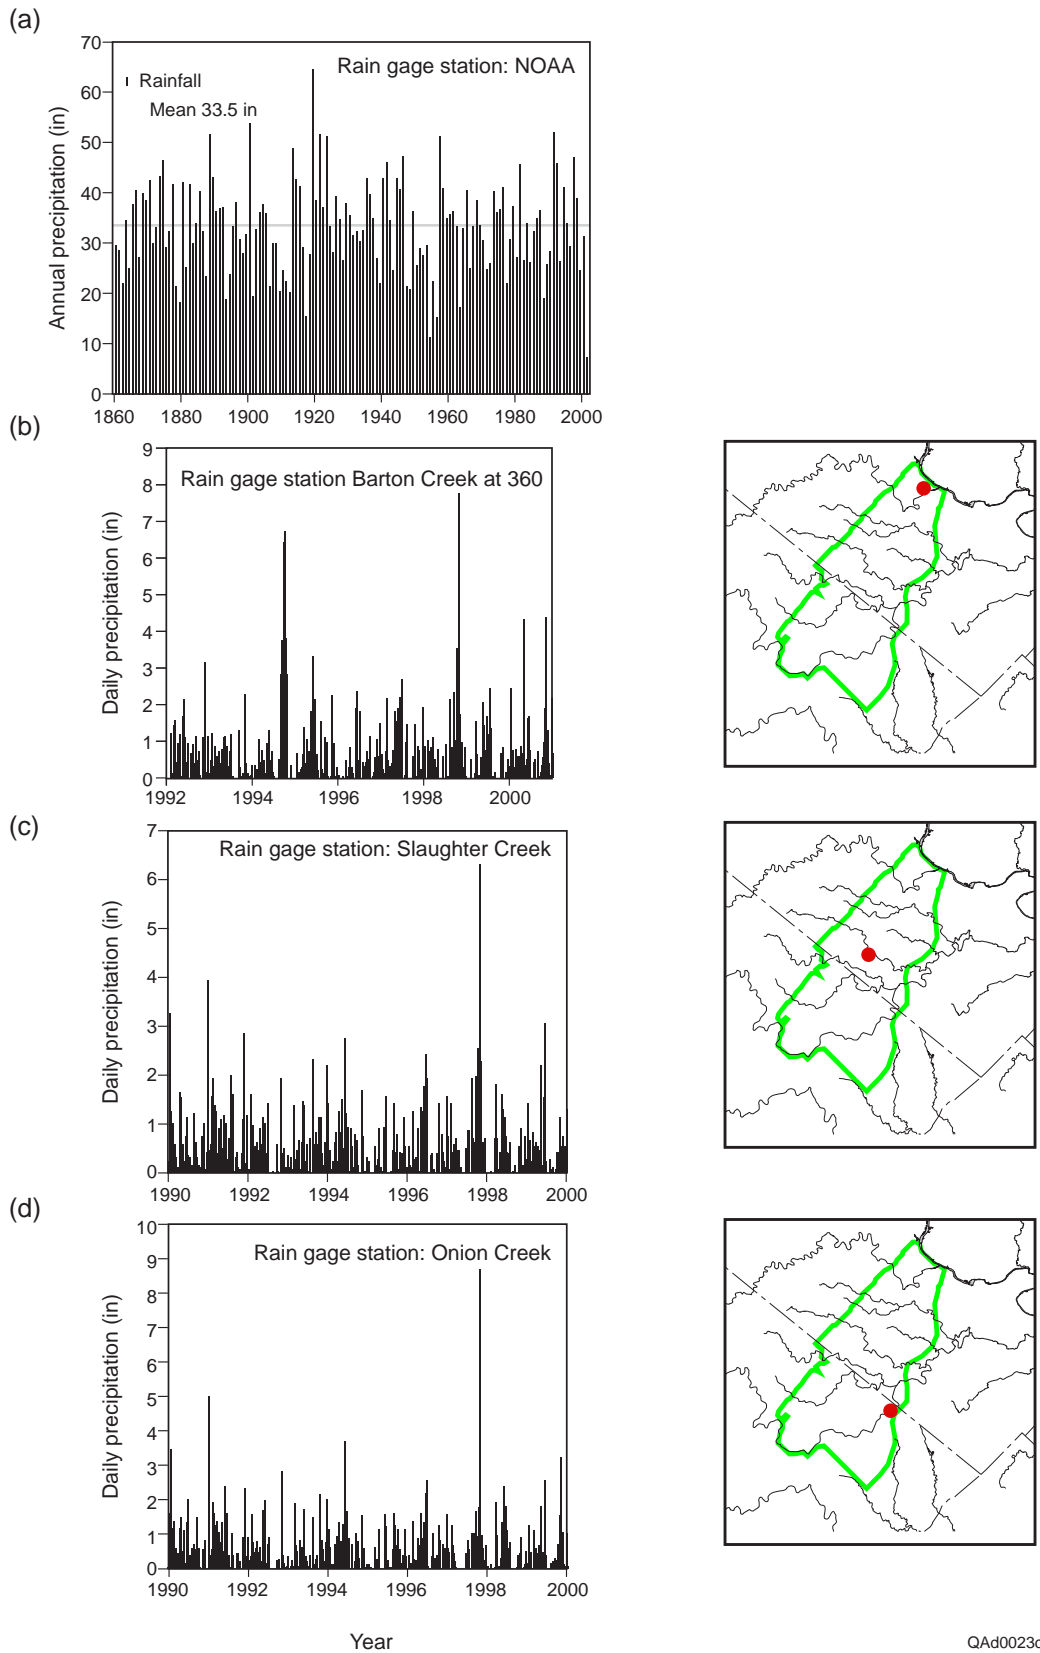 (a)
Annual precipitation (in)
70
60
50
40
30
20
10
0
Rain gage station: NOAA
Rainfall
Mean 33.5 in
1860 1880 1900 1920 1940 1960 1980 2000
(b)
Daily precipitation (in)
9
8
7
6
5
4
3
2
1
0
Rain gage station Barton Creek at 360
1992 1994 1996 1998 2000
(c)
Daily precipitation (in)
7
6
5
4
3
2
1
0
Rain gage station: Slaughter Creek
1990 1992 1994 1996 1998 2000
(d)
Daily precipitation (in)
10
9
8
7
6
5
4
3
2
1
0
Rain gage station: Onion Creek
1990 1992 1994 1996 1998 2000
Year
QAd0023c